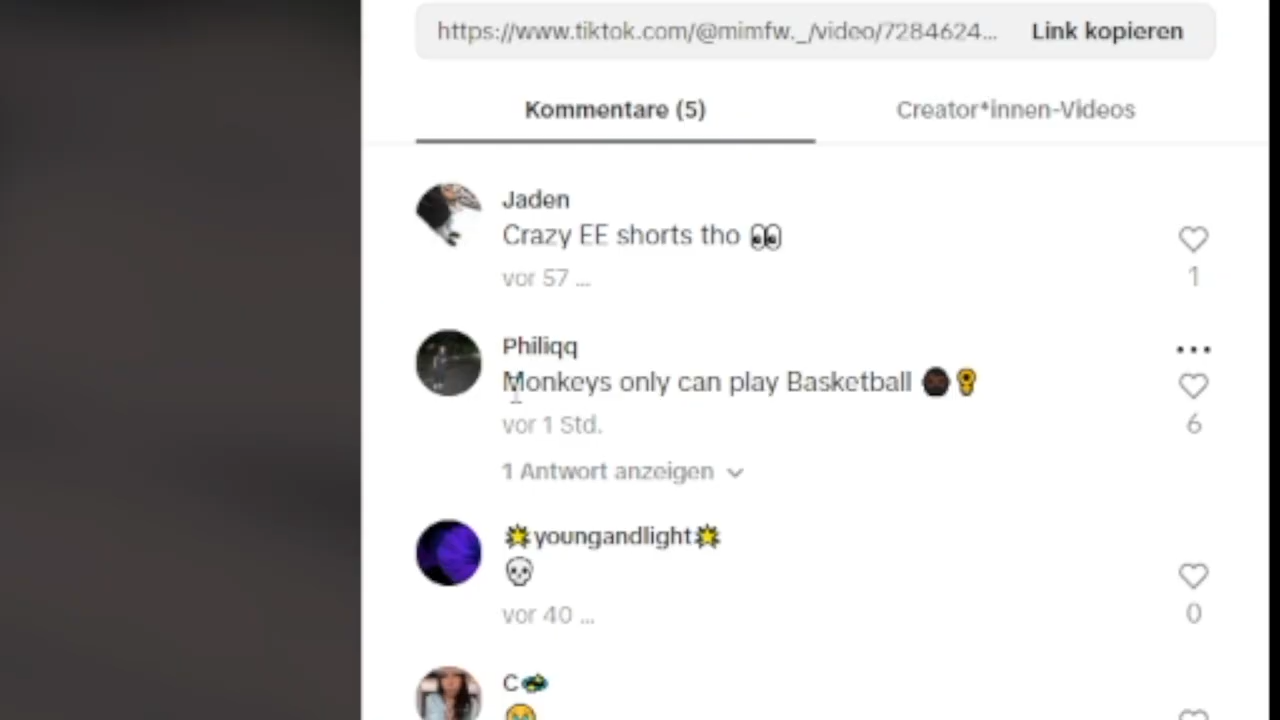 https://www.tiktok.com/@mimfw._/video/7284624... Link kopieren
Kommentare (5) Creator*innen-Videos
Jaden
Crazy EE shorts tho 👀
vor 57 ...
1
Philiqq
Monkeys only can play Basketball
vor 1 Std.
6
1 Antwort anzeigen
🌟youngandlight🌟
💀
vor 40 ...
0
C